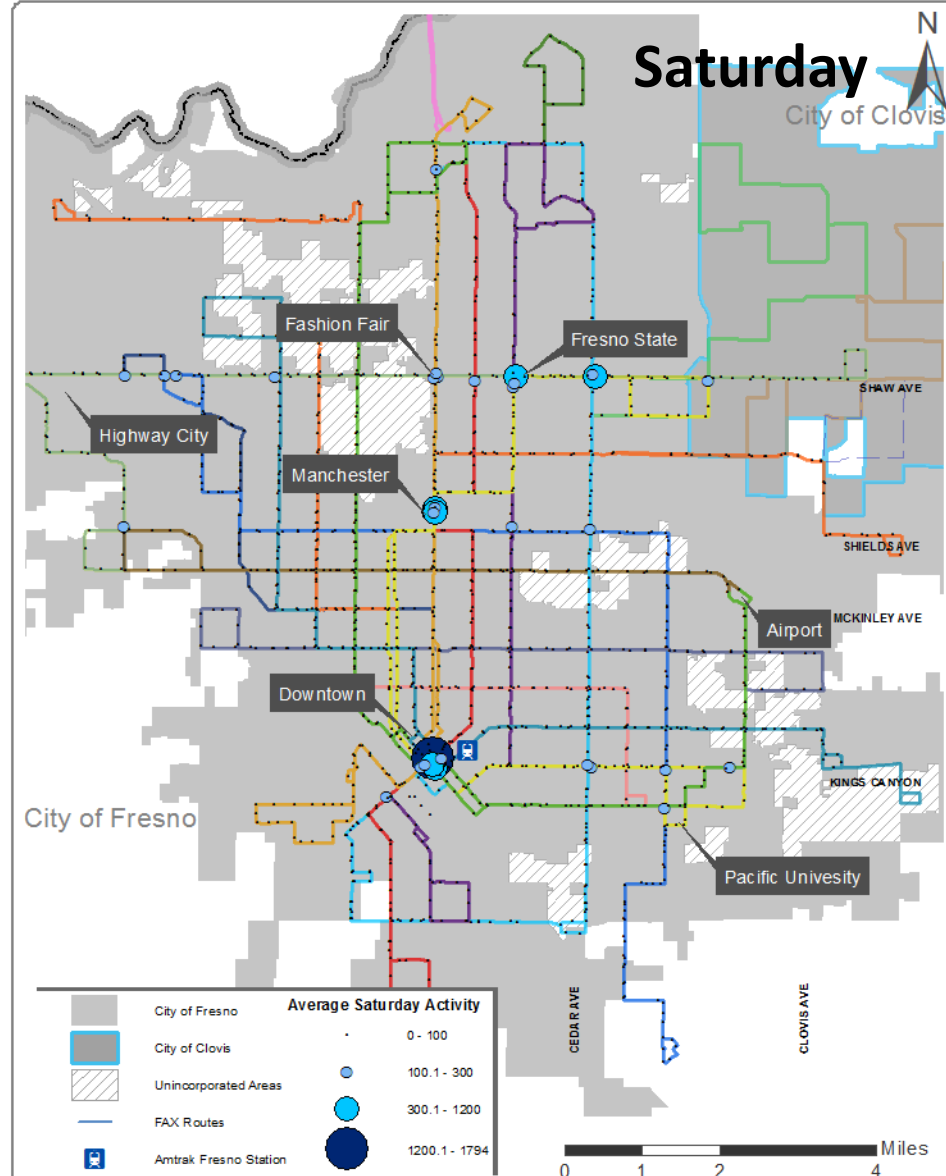 N
Saturday
City of Clovis
Fashion Fair
Fresno State
SHAW AVE
Highway City
Manchester
SHIELDS AVE
MCKINLEY AVE
Airport
Downtown
KINGS CANYON
City of Fresno
Pacific Univesity
CEDAR AVE
CLOVIS AVE
City of Fresno
City of Clovis
Unincorporated Areas
FAX Routes
Amtrak Fresno Station
Average Saturday Activity
0 - 100
100.1 - 300
300.1 - 1200
1200.1 - 1794
Miles
0 1 2 4